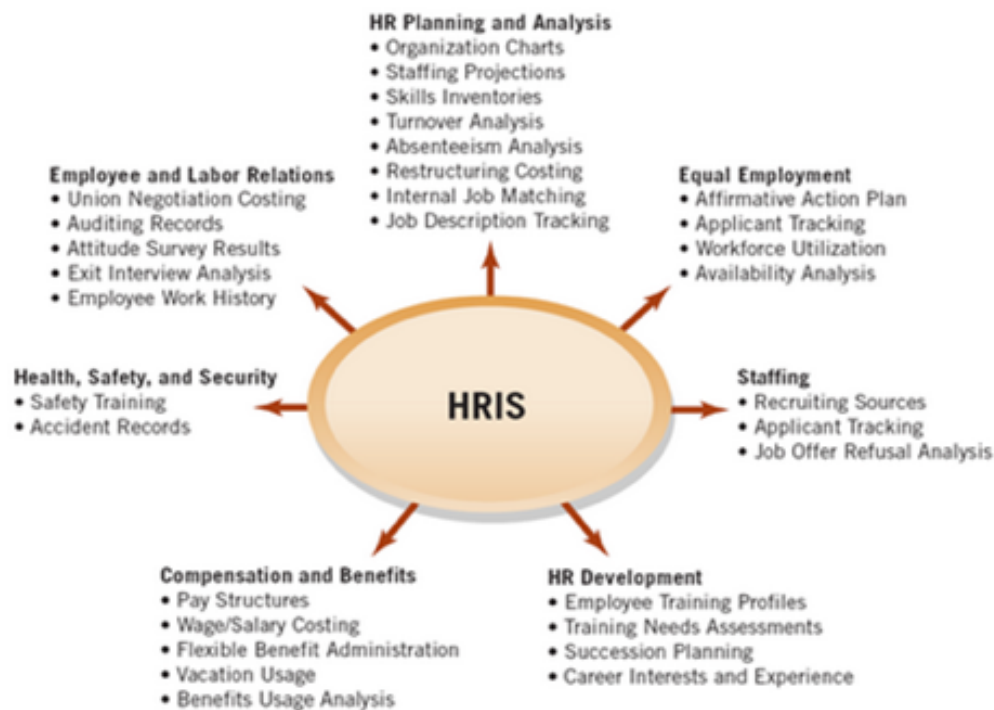 HR Planning and Analysis
• Organization Charts
• Staffing Projections
• Skills Inventories
• Turnover Analysis
• Absenteeism Analysis
• Restructuring Costing
• Internal Job Matching
• Job Description Tracking
Employee and Labor Relations
• Union Negotiation Costing
• Auditing Records
• Attitude Survey Results
• Exit Interview Analysis
• Employee Work History
Equal Employment
• Affirmative Action Plan
• Applicant Tracking
• Workforce Utilization
• Availability Analysis
Health, Safety, and Security
• Safety Training
• Accident Records
HRIS
Staffing
• Recruiting Sources
• Applicant Tracking
• Job Offer Refusal Analysis
Compensation and Benefits
• Pay Structures
• Wage/Salary Costing
• Flexible Benefit Administration
• Vacation Usage
• Benefits Usage Analysis
HR Development
• Employee Training Profiles
• Training Needs Assessments
• Succession Planning
• Career Interests and Experience